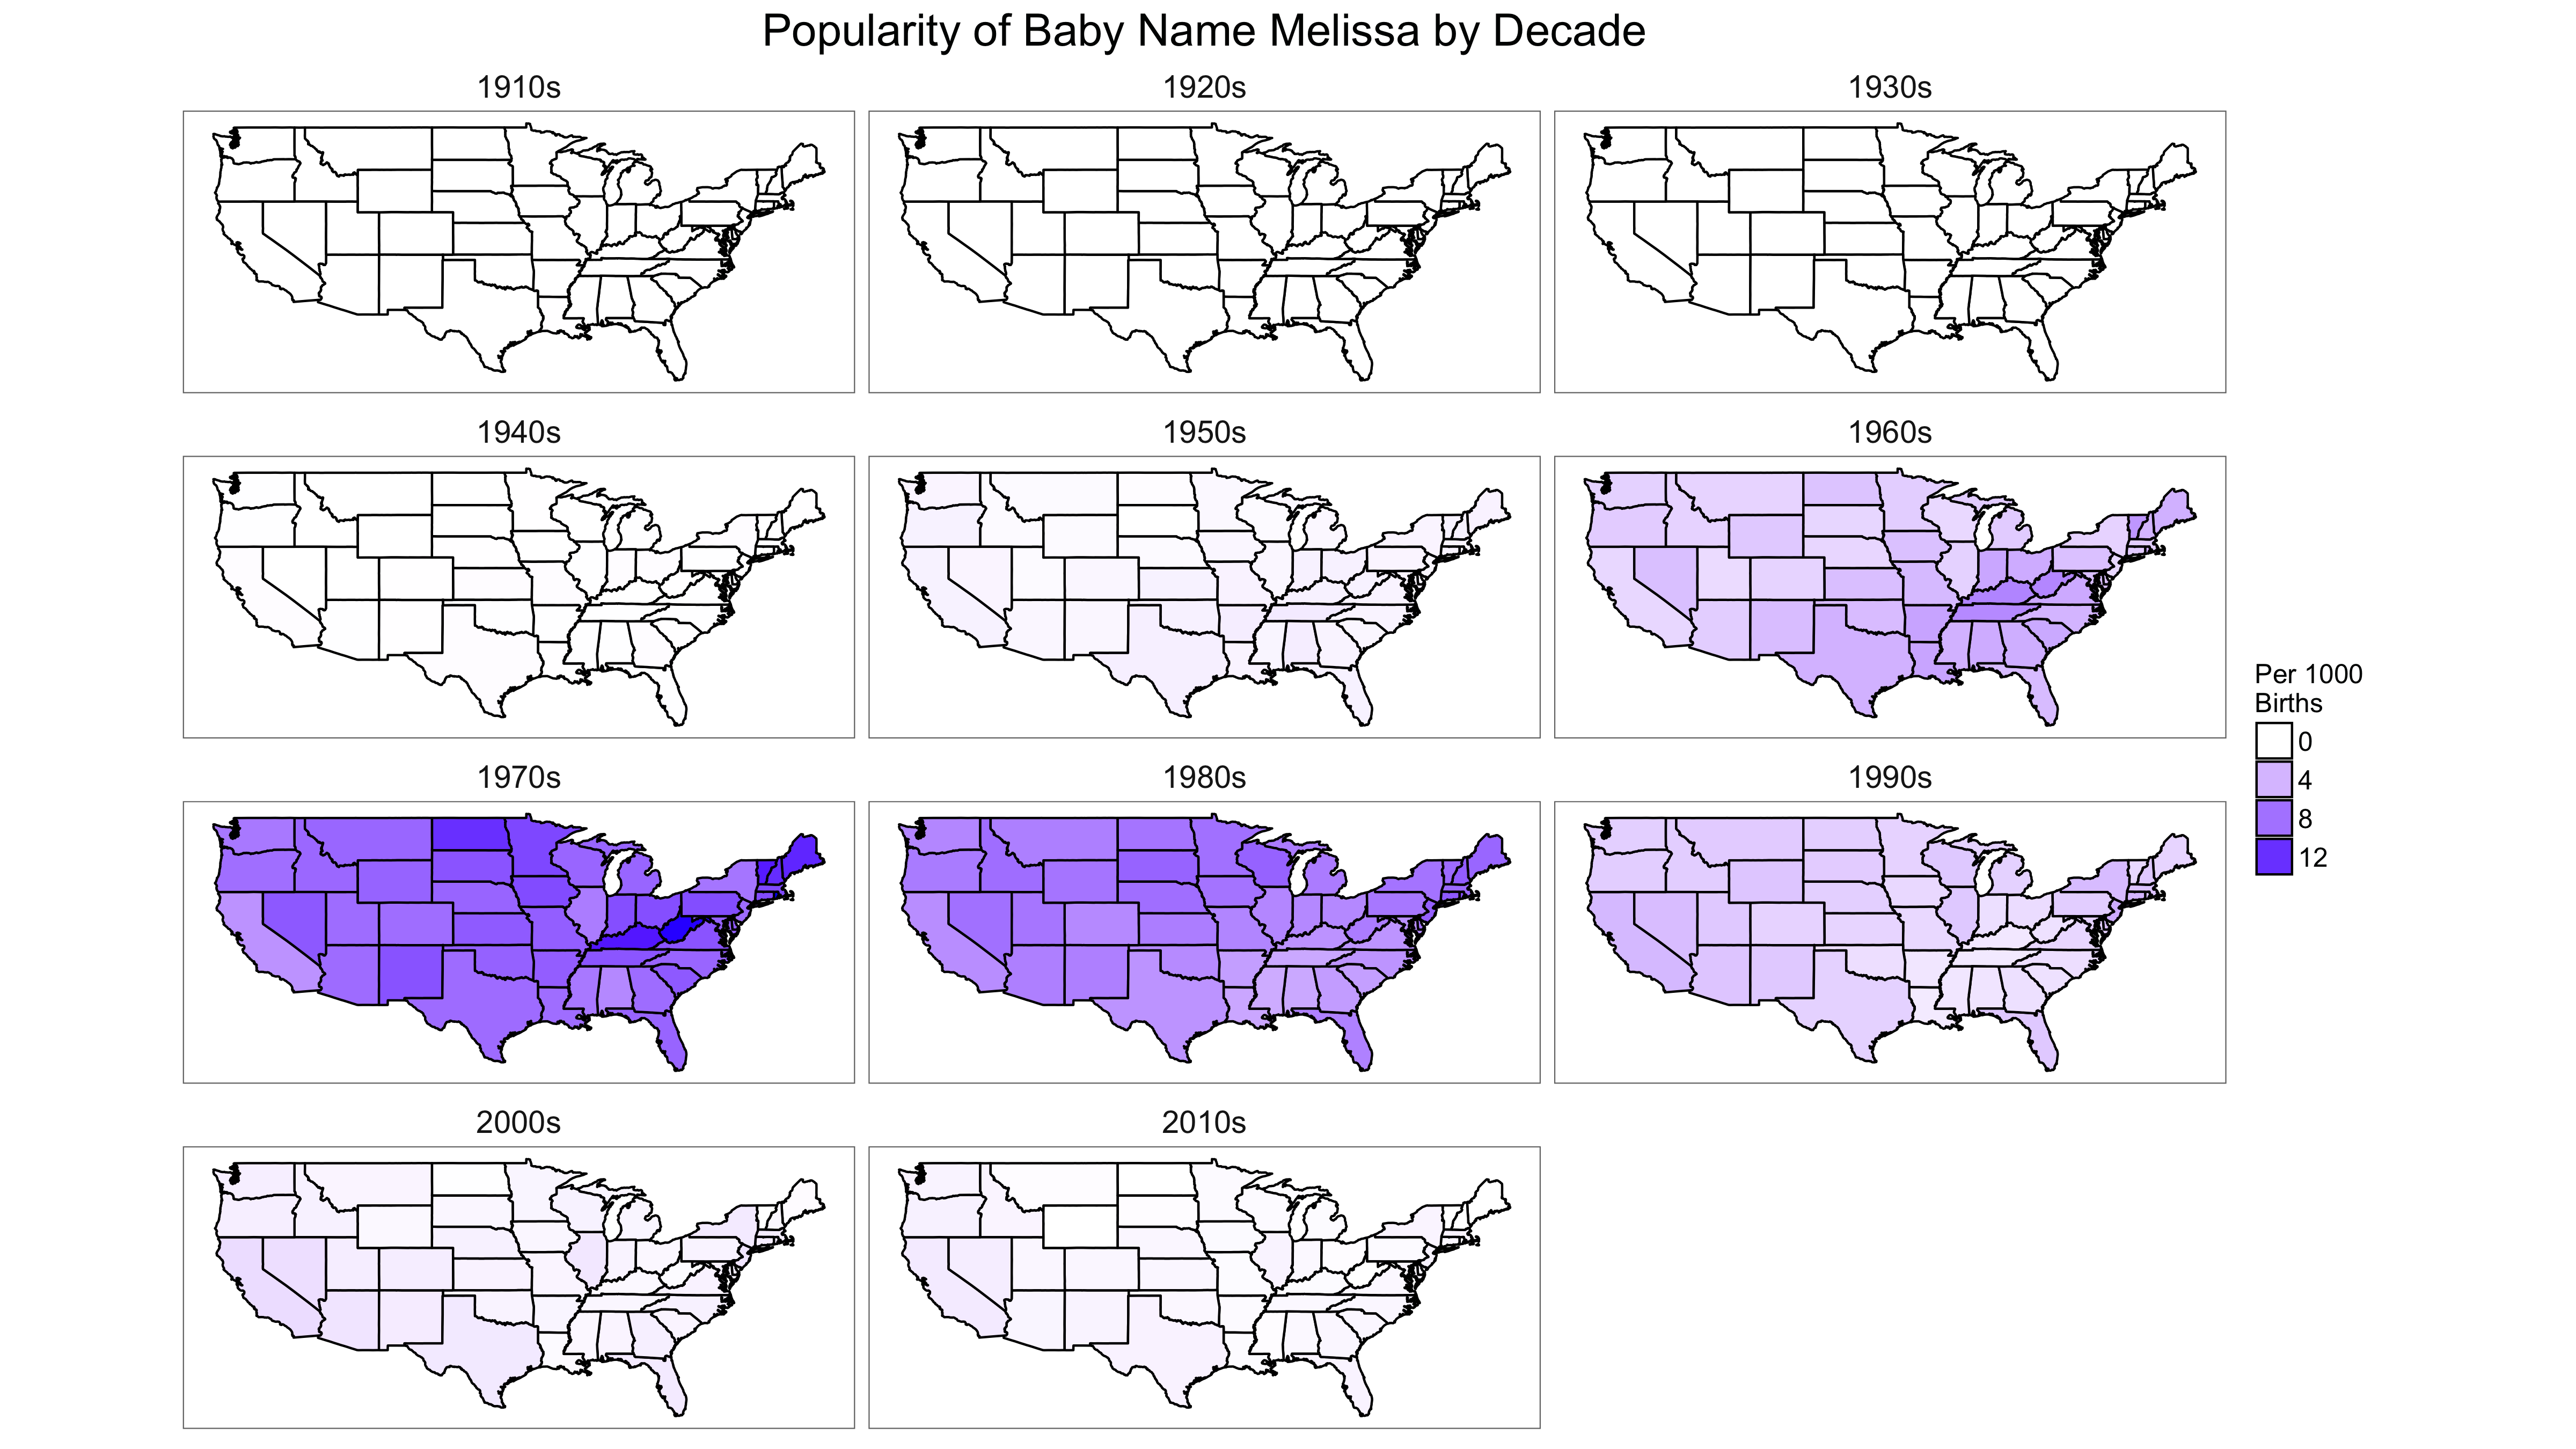 Popularity of Baby Name Melissa by Decade
1910s
1920s
1930s
1940s
1950s
1960s
1970s
1980s
1990s
2000s
2010s
Per 1000
Births
0
4
8
12